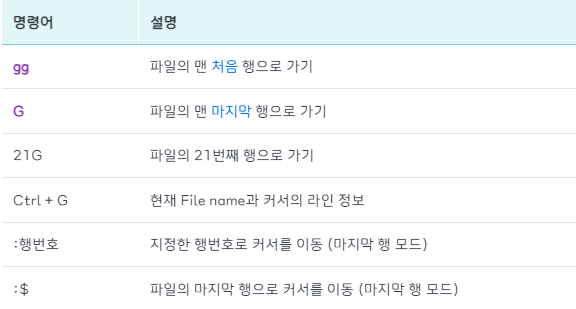 명령어 설명
gg 파일의 맨 처음 행으로 가기
G 파일의 맨 마지막 행으로 가기
21G 파일의 21번째 행으로 가기
Ctrl + G 현재 File name과 커서의 라인 정보
:행번호 지정한 행번호로 커서를 이동 (마지막 행 모드)
:$ 파일의 마지막 행으로 커서를 이동 (마지막 행 모드)